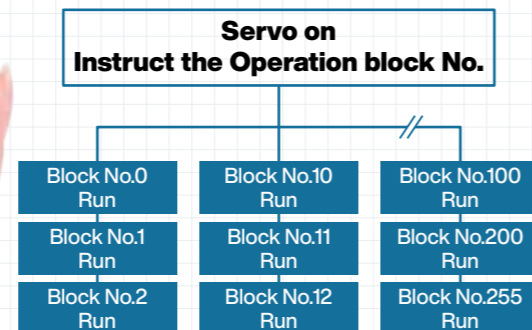 Servo on
Instruct the Operation block No.
Block No.0
Run
Block No.10
Run
Block No.100
Run
Block No.1
Run
Block No.11
Run
Block No.200
Run
Block No.2
Run
Block No.12
Run
Block No.255
Run